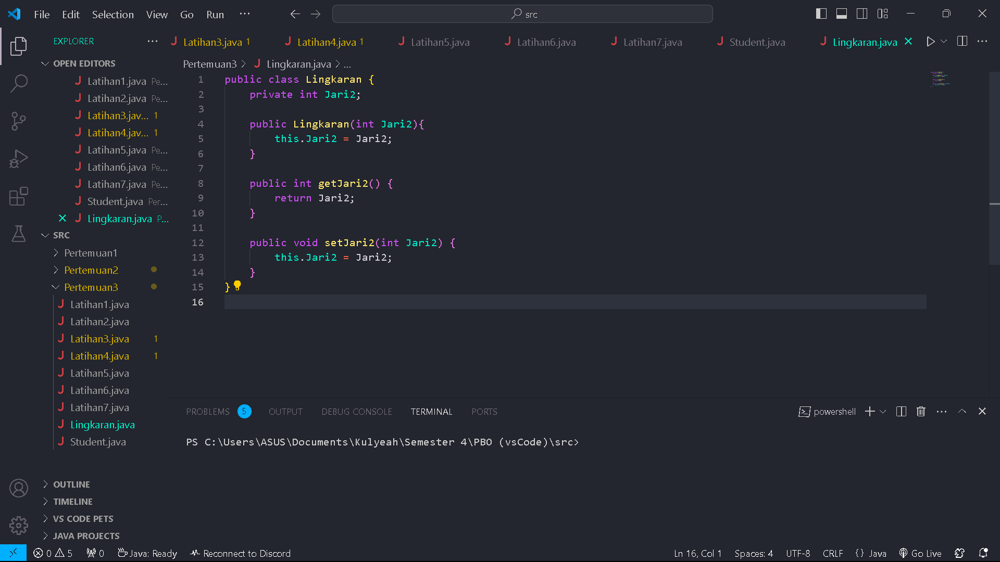 File Edit Selection View Go Run ... src
EXPLORER ... Latihan3.java 1 Latihan4.java 1 Latihan5.java Latihan6.java Latihan7.java Student.java Lingkaran.java
OPEN EDITORS
Latihan1.java Pe...
Latihan2.java Pe...
Latihan3.jav... 1
Latihan4.jav... 1
Latihan5.java Pe...
Latihan6.java Pe...
Latihan7.java Pe...
Student.java Per...
Lingkaran.java P...
SRC
Pertemuan1
Pertemuan2
Pertemuan3
Latihan1.java
Latihan2.java
Latihan3.java 1
Latihan4.java 1
Latihan5.java
Latihan6.java
Latihan7.java
Lingkaran.java
Student.java
OUTLINE
TIMELINE
VS CODE PETS
JAVA PROJECTS
Pertemuan3 > Lingkaran.java > ...
1 public class Lingkaran {
2     private int Jari2;
3
4     public Lingkaran(int Jari2){
5         this.Jari2 = Jari2;
6     }
7
8     public int getJari2() {
9         return Jari2;
10     }
11
12     public void setJari2(int Jari2) {
13         this.Jari2 = Jari2;
14     }
15 }
16
PROBLEMS 5 OUTPUT DEBUG CONSOLE TERMINAL PORTS powershell ...
PS C:\Users\ASUS\Documents\Kulyeah\Semester 4\PBO (vsCode)\src>
0 5 0 Java: Ready Reconnect to Discord Ln 16, Col 1 Spaces: 4 UTF-8 CRLF {} Java Go Live